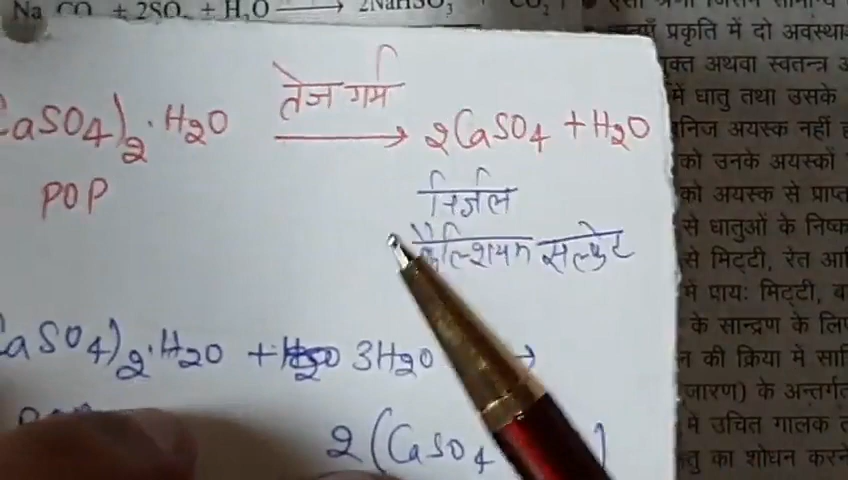 Na CO + 2SO + H₂O ⟶ 2NaHSO₃ + CO₂
प्रकृति में दो
अथवा स्वतन्त्र
तेज गर्म
CaSO4)2·H2O ⟶ 2CaSO4 + H2O
में धातु तथा उसके
अयस्क नहीं
को उनके अयस्कों
POP
निर्जल
को अयस्क से
कैल्शियम सल्फेट
से धातुओं के
से मिट्टी, रेत
में प्रायः मिट्टी,
के सान्द्रण के
CaSO4)2·H2O + 3H2O →
न की क्रिया में
जारण) के अन्तर्गत
2(CaSO4 )
में उचित गालक
का शोधन करने